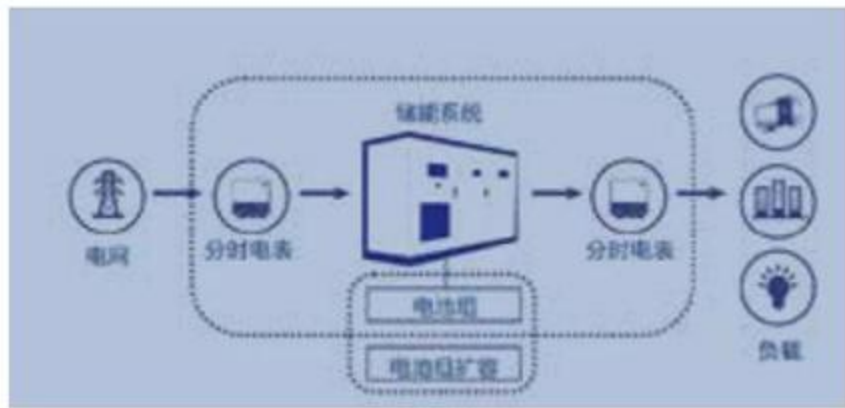 储能系统
电网
分时电表
分时电表
电池组
电池组扩容
负载